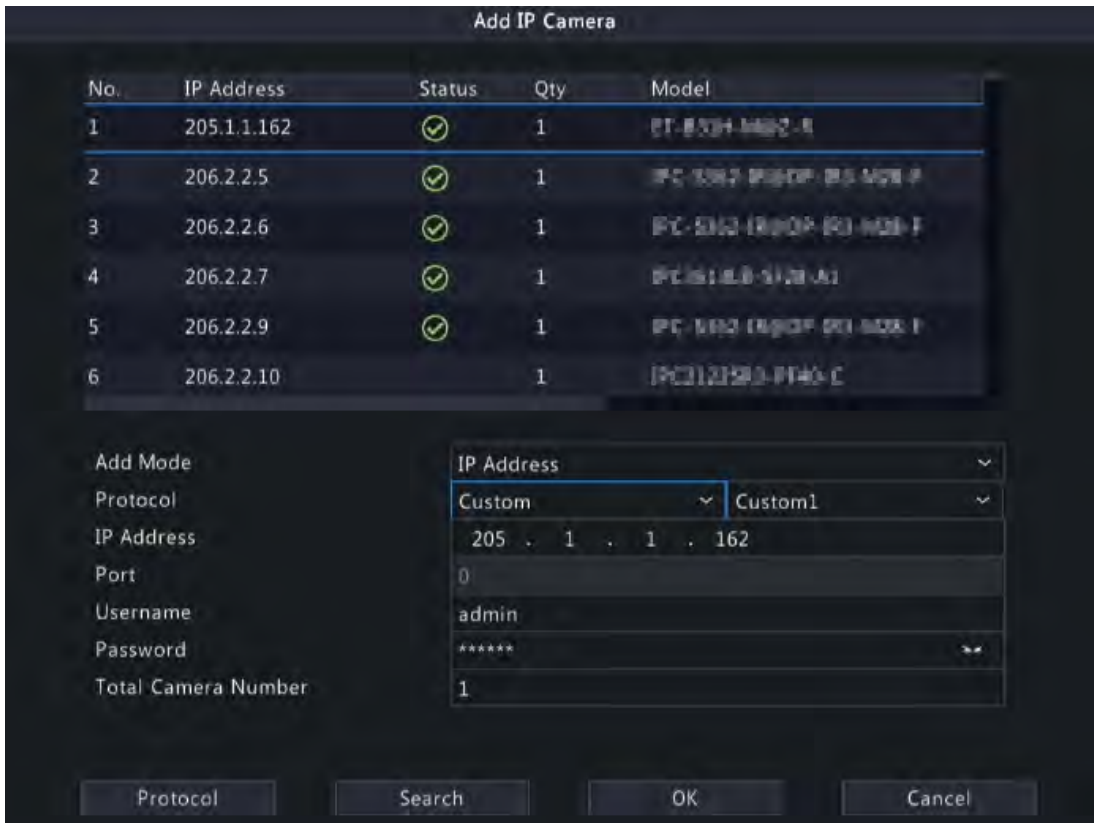 Add IP Camera
No. IP Address Status Qty Model
1 205.1.1.162 1
2 206.2.2.5 1
3 206.2.2.6 1
4 206.2.2.7 1
5 206.2.2.9 1
6 206.2.2.10 1
Add Mode IP Address
Protocol Custom Custom1
IP Address 205 . 1 . 1 . 162
Port 0
Username admin
Password ******
Total Camera Number 1
Protocol Search OK Cancel